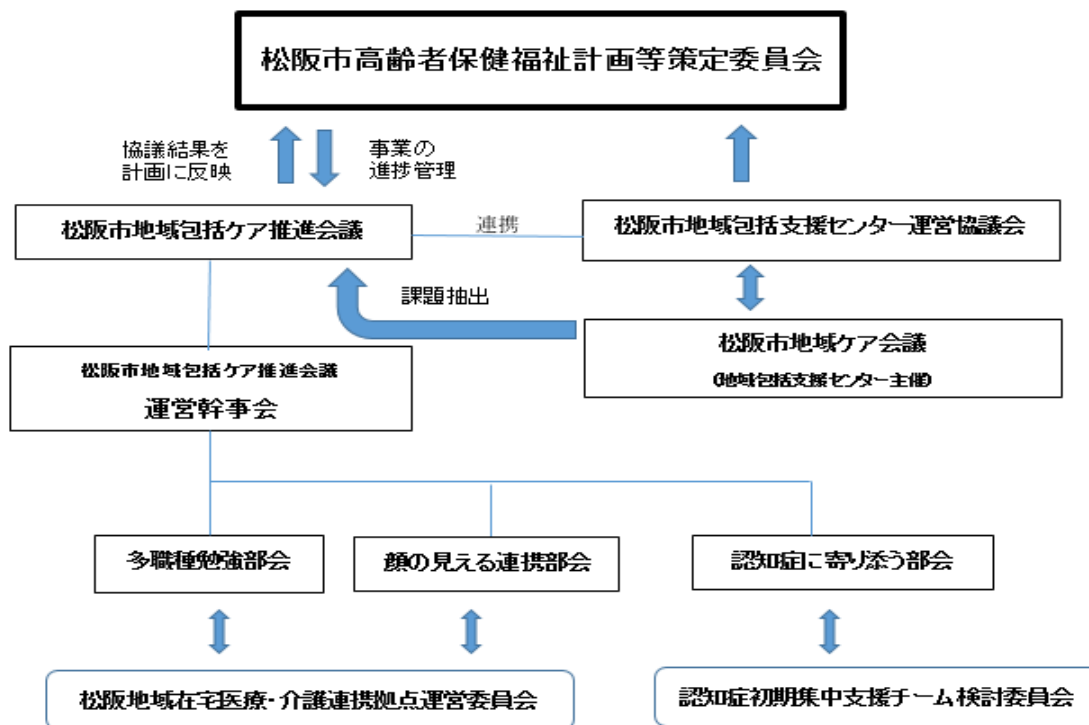 松阪市高齢者保健福祉計画等策定委員会
協議結果を
計画に反映
事業の
進捗管理
松阪市地域包括ケア推進会議
連携
松阪市地域包括支援センター運営協議会
課題抽出
松阪市地域ケア会議
(地域包括支援センター主催)
松阪市地域包括ケア推進会議
運営幹事会
多職種勉強部会
顔の見える連携部会
認知症に寄り添う部会
松阪地域在宅医療・介護連携拠点運営委員会
認知症初期集中支援チーム検討委員会